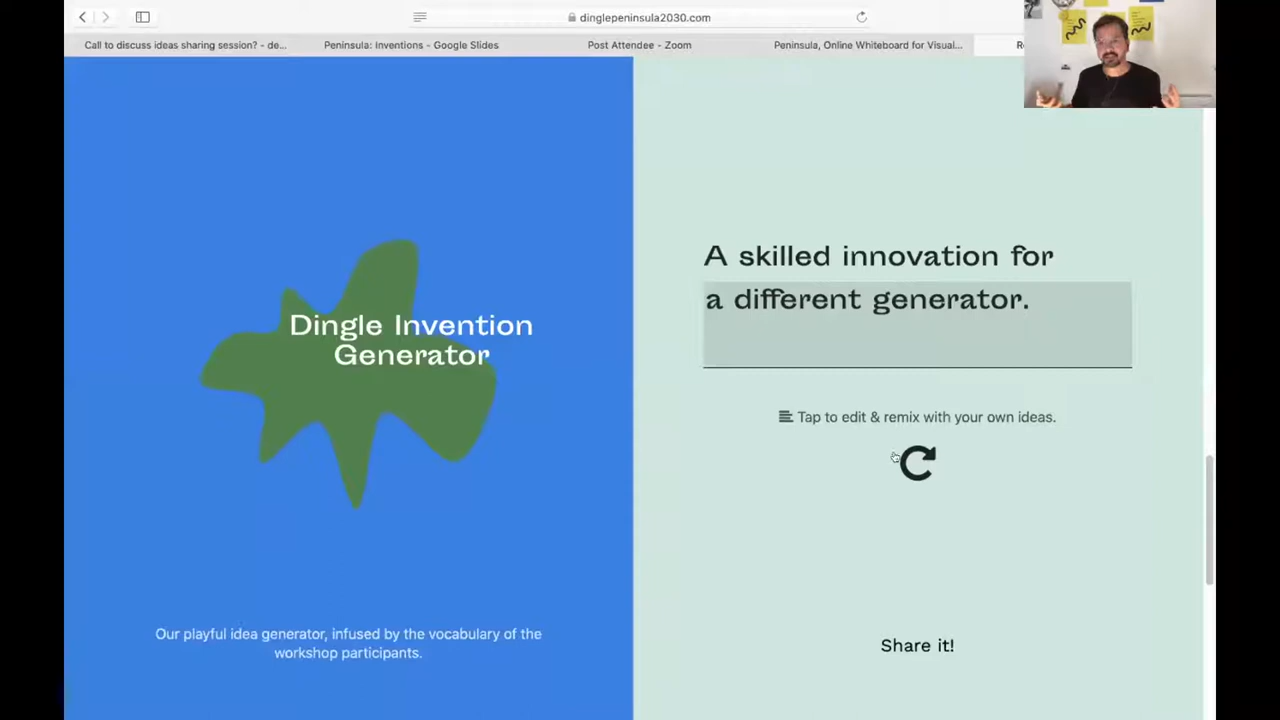 dinglepeninsula2030.com
Call to discuss ideas sharing session? - de...
Peninsula: Inventions - Google Slides
Post Attendee - Zoom
Peninsula, Online Whiteboard for Visual...
A skilled innovation for
a different generator.
Dingle Invention
Generator
Tap to edit & remix with your own ideas.
Our playful idea generator, infused by the vocabulary of the
workshop participants.
Share it!